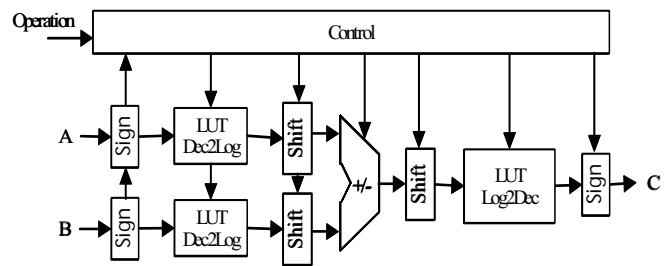 Operation
Control
A
Sign
LUT
Dec2Log
Shift
+/-
Shift
LUT
Log2Dec
Sign
C
B
Sign
LUT
Dec2Log
Shift